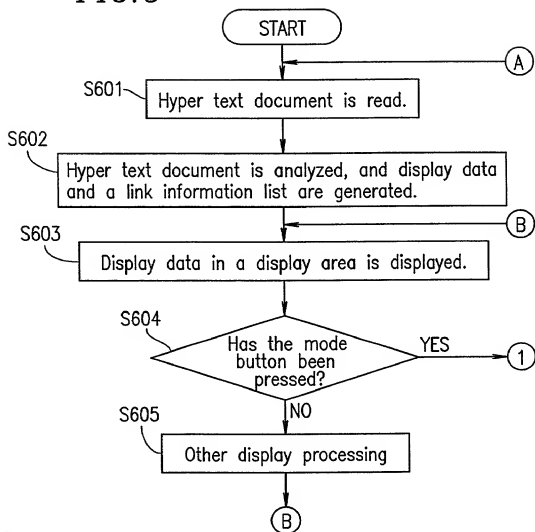 START
A
S601
Hyper text document is read.
S602
Hyper text document is analyzed, and display data
and a link information list are generated.
B
S603
Display data in a display area is displayed.
S604
Has the mode
button been
pressed?
YES
1
NO
S605
Other display processing
B